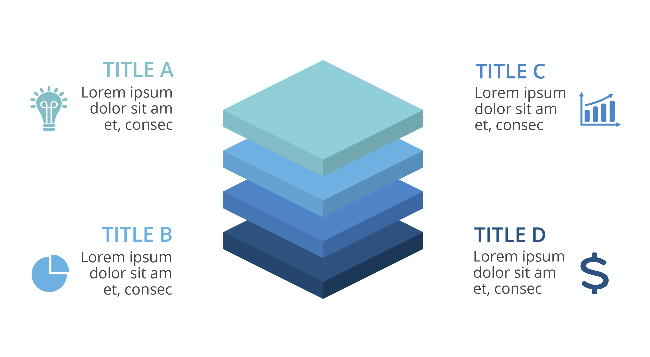 TITLE A
Lorem ipsum
dolor sit am
et, consec
TITLE B
Lorem ipsum
dolor sit am
et, consec
TITLE C
Lorem ipsum
dolor sit am
et, consec
TITLE D
Lorem ipsum
dolor sit am
et, consec